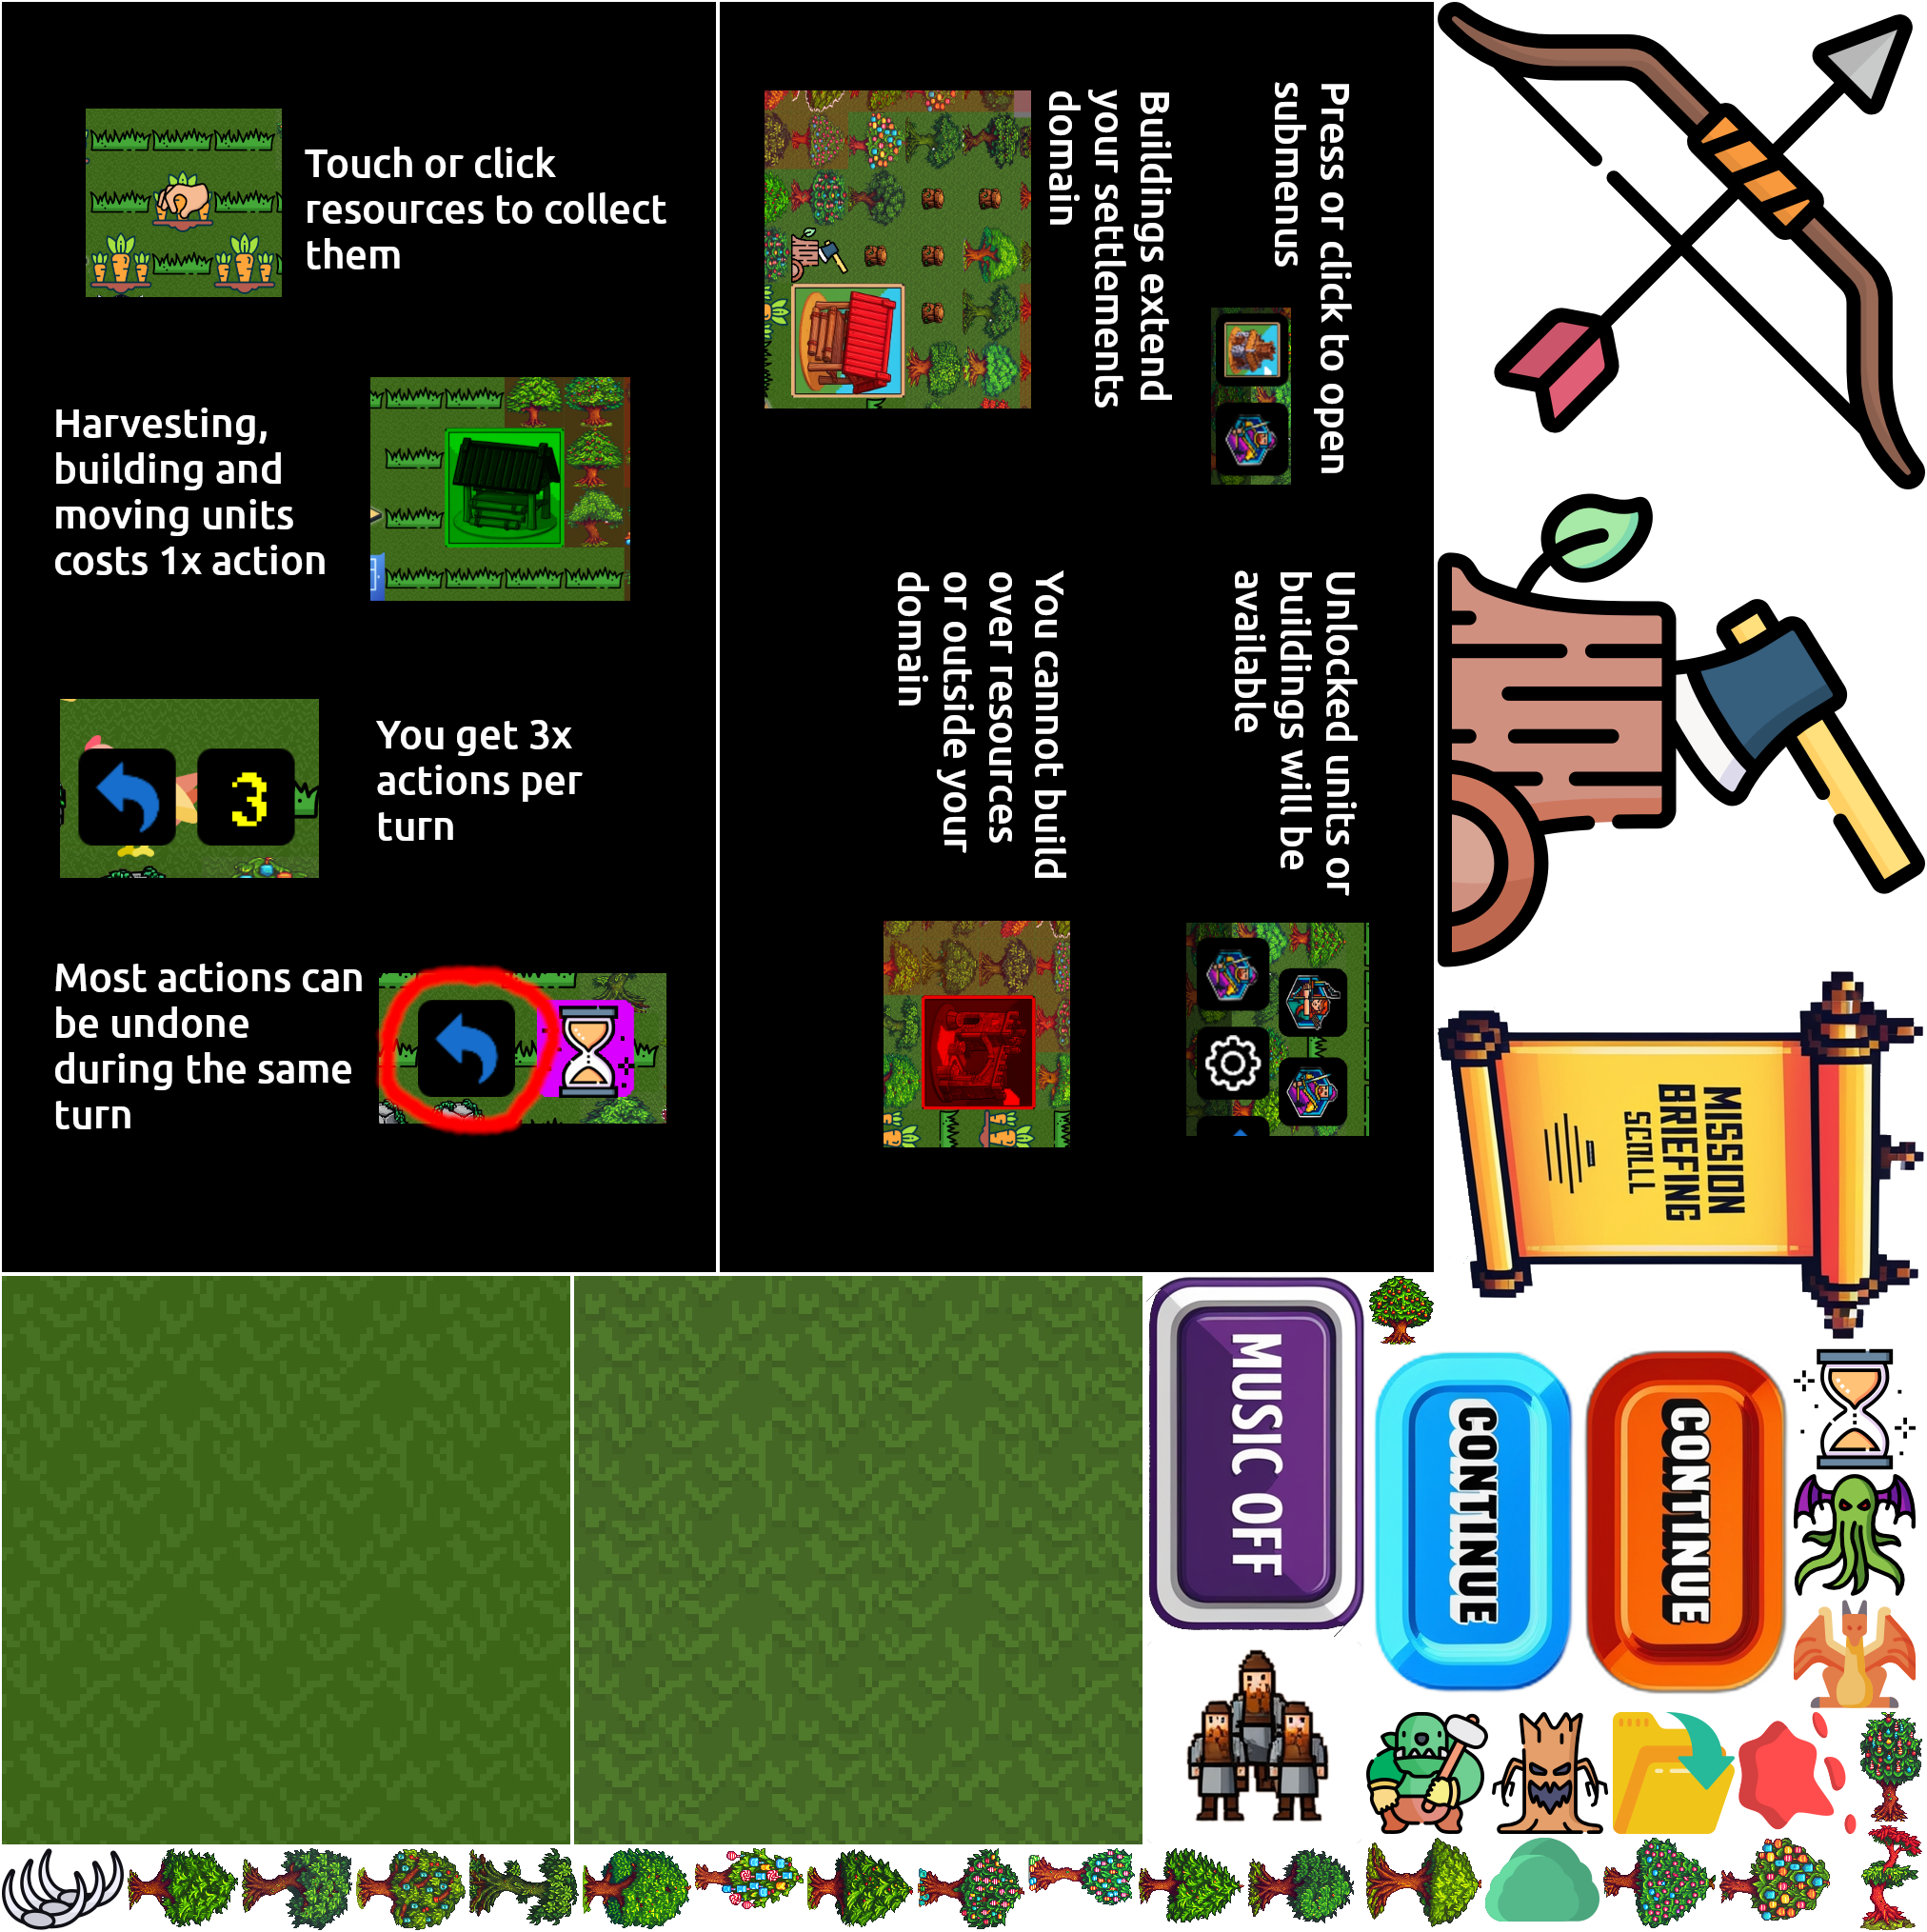 Touch or click
resources to collect
them
Harvesting,
building and
moving units
costs 1x action
3
You get 3x
actions per
turn
Most actions can
be undone
during the same
turn
Press or click to open
submenus
Buildings extend
your settlements
domain
Unlocked units or
buildings will be
available
You cannot build
over resources
or outside your
domain
MISSION
BRIEFING
MUSIC OFF
CONTINUE
CONTINUE